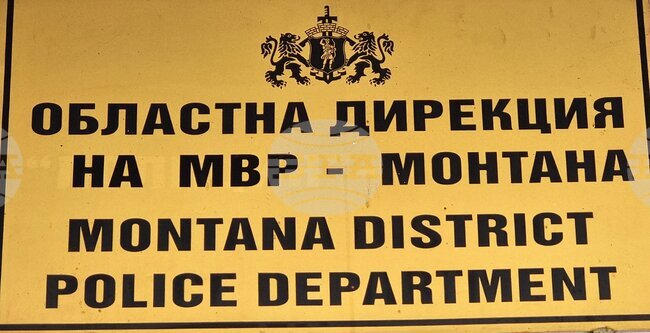 ОБЛАСТНА ДИРЕКЦИЯ
НА МВР - МОНТАНА
MONTANA DISTRICT
POLICE DEPARTMENT